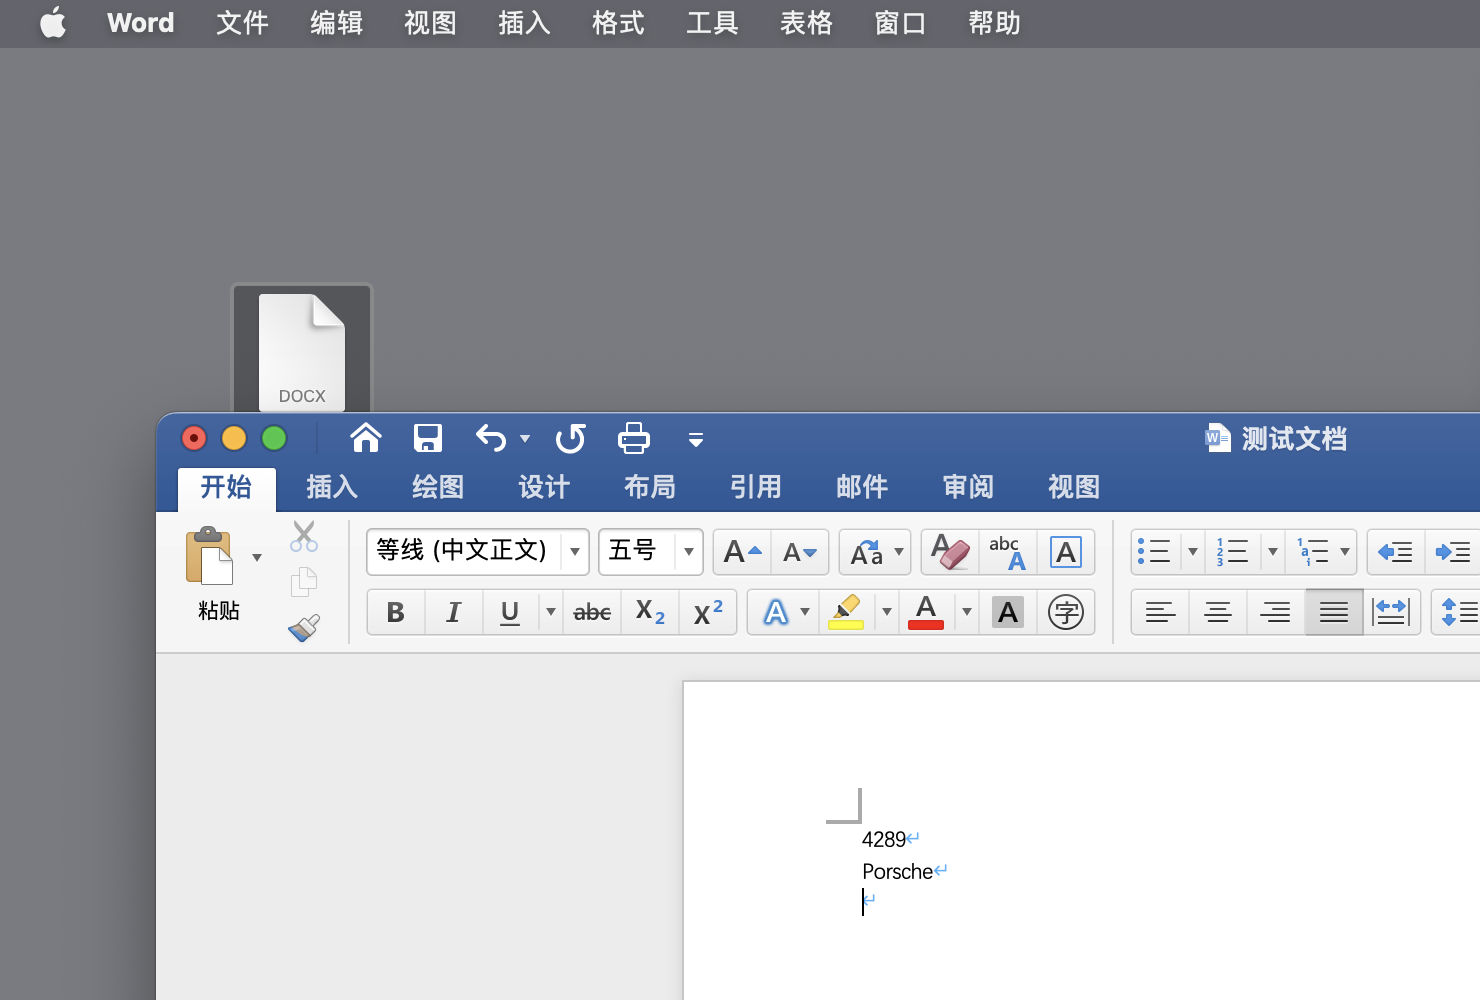 Word 文件 编辑 视图 插入 格式 工具 表格 窗口 帮助
DOCX
测试文档
开始 插入 绘图 设计 布局 引用 邮件 审阅 视图
粘贴
等线 (中文正文) 五号 A A Aa A abc A A
B I U abc X2 X2 A A A 字
4289
Porsche